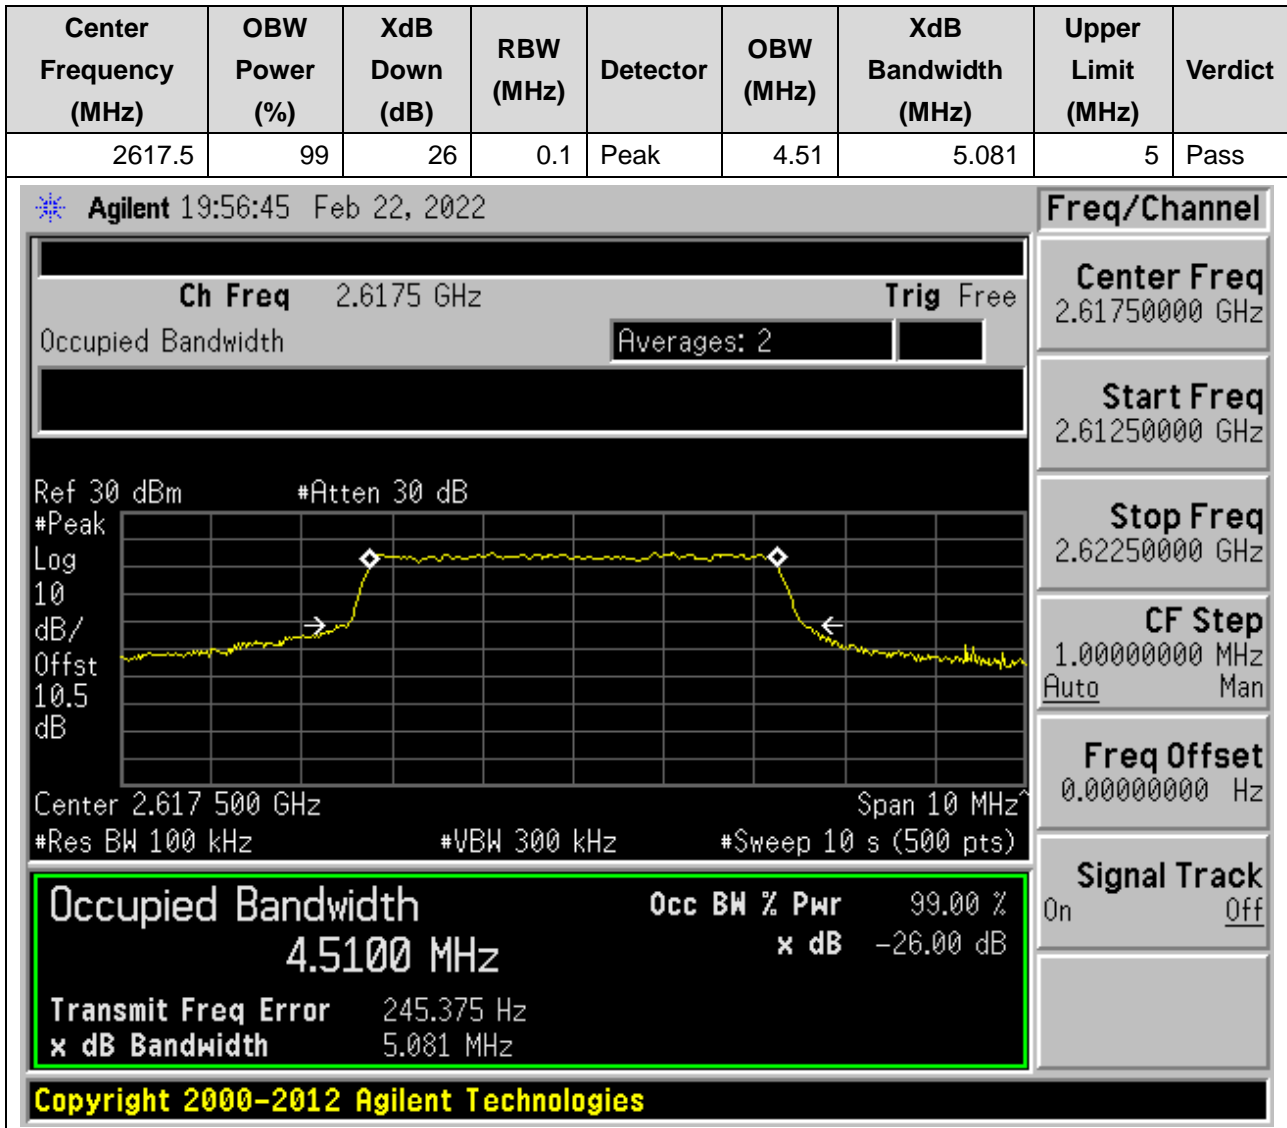 Center Frequency (MHz) OBW Power (%) XdB Down (dB) RBW (MHz) Detector OBW (MHz) XdB Bandwidth (MHz) Upper Limit (MHz) Verdict
2617.5 99 26 0.1 Peak 4.51 5.081 5 Pass
Agilent 19:56:45 Feb 22, 2022
Freq/Channel
Ch Freq 2.6175 GHz Trig Free
Occupied Bandwidth Averages: 2
Ref 30 dBm #Atten 30 dB
#Peak
Log
10
dB/
Offst
10.5
dB
Center 2.617 500 GHz Span 10 MHz^
#Res BW 100 kHz #VBW 300 kHz #Sweep 10 s (500 pts)
Occupied Bandwidth Occ BW % Pwr 99.00 %
4.5100 MHz x dB -26.00 dB
Transmit Freq Error 245.375 Hz
x dB Bandwidth 5.081 MHz
Center Freq
2.61750000 GHz
Start Freq
2.61250000 GHz
Stop Freq
2.62250000 GHz
CF Step
1.00000000 MHz
Auto Man
Freq Offset
0.00000000 Hz
Signal Track
On Off
Copyright 2000-2012 Agilent Technologies